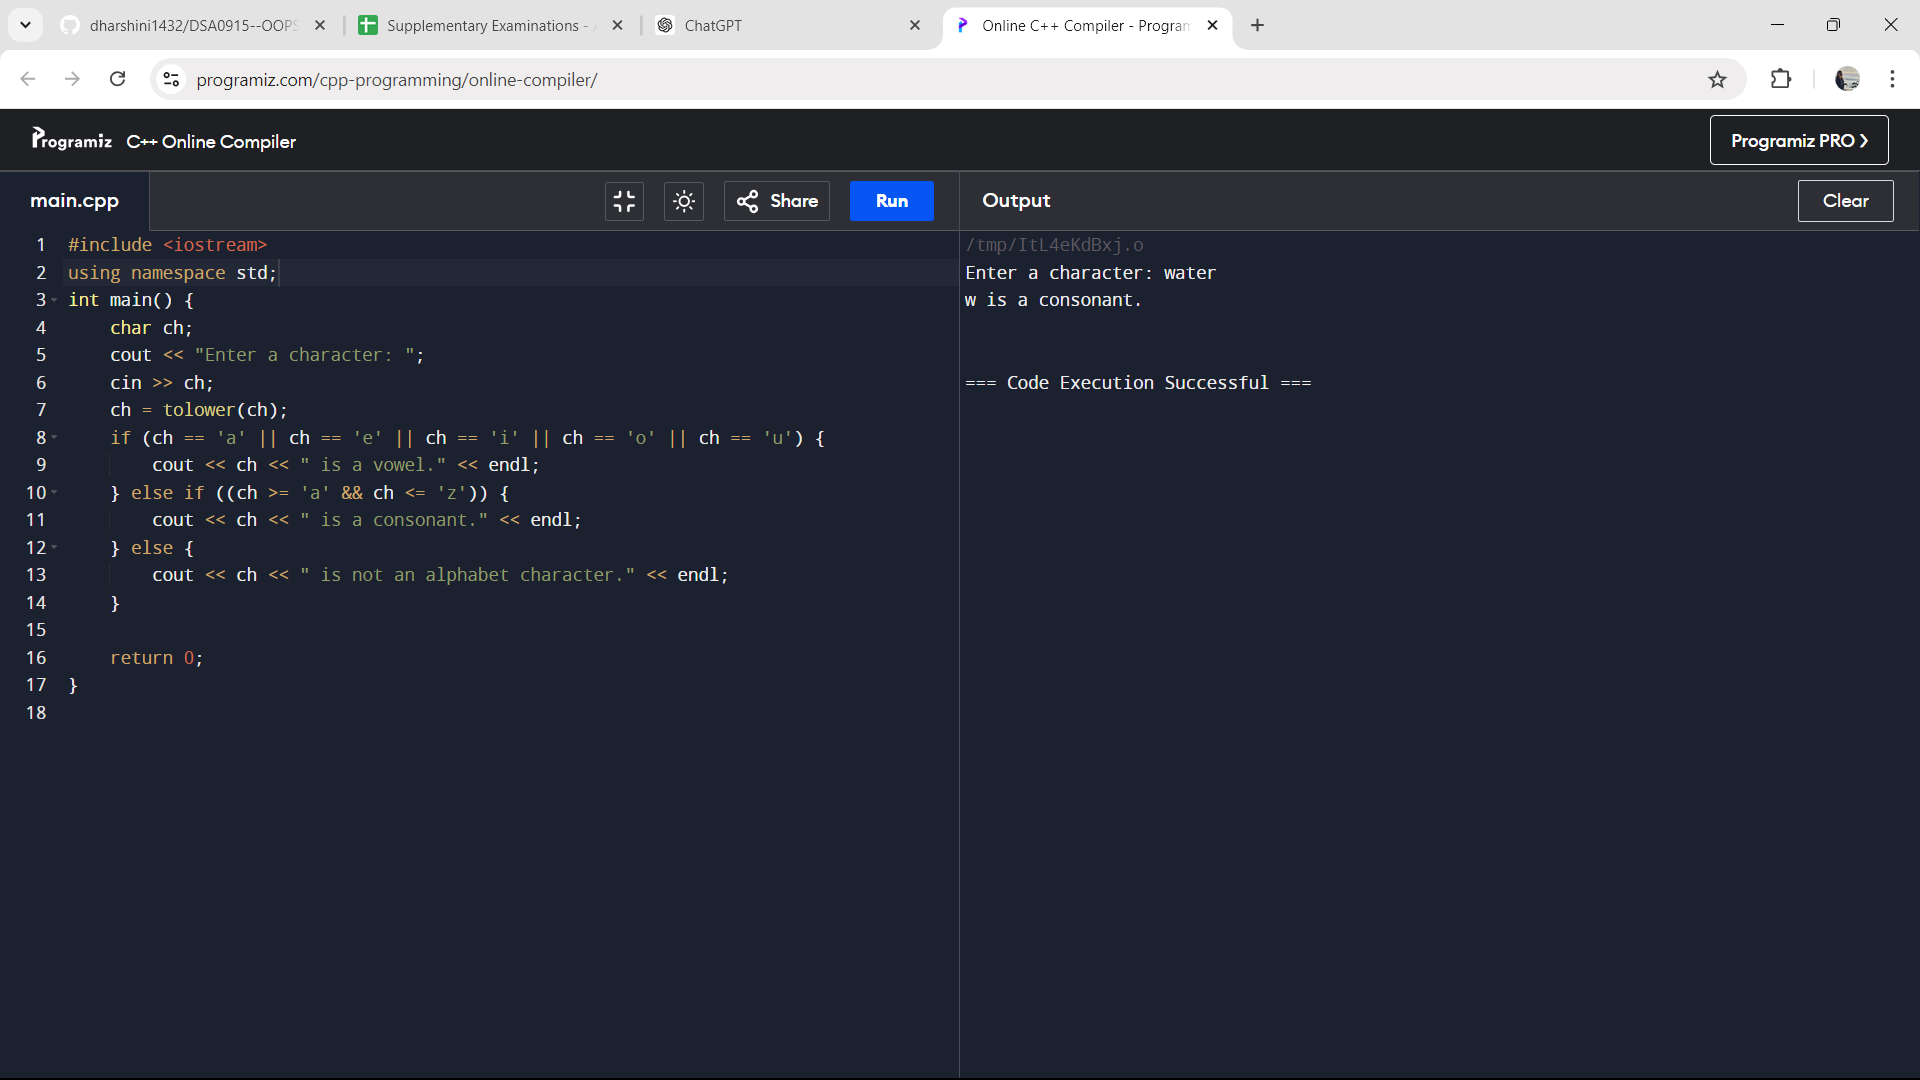 dharshini1432/DSA0915--OOPS
Supplementary Examinations -
ChatGPT
Online C++ Compiler - Program
programiz.com/cpp-programming/online-compiler/
Programiz C++ Online Compiler
Programiz PRO
main.cpp
Share
Run
Output
Clear
1 #include <iostream>
2 using namespace std;
3 int main() {
4     char ch;
5     cout << "Enter a character: ";
6     cin >> ch;
7     ch = tolower(ch);
8     if (ch == 'a' || ch == 'e' || ch == 'i' || ch == 'o' || ch == 'u') {
9         cout << ch << " is a vowel." << endl;
10     } else if ((ch >= 'a' && ch <= 'z')) {
11         cout << ch << " is a consonant." << endl;
12     } else {
13         cout << ch << " is not an alphabet character." << endl;
14     }
15
16     return 0;
17 }
18
/tmp/ItL4eKdBxj.o
Enter a character: water
w is a consonant.
=== Code Execution Successful ===